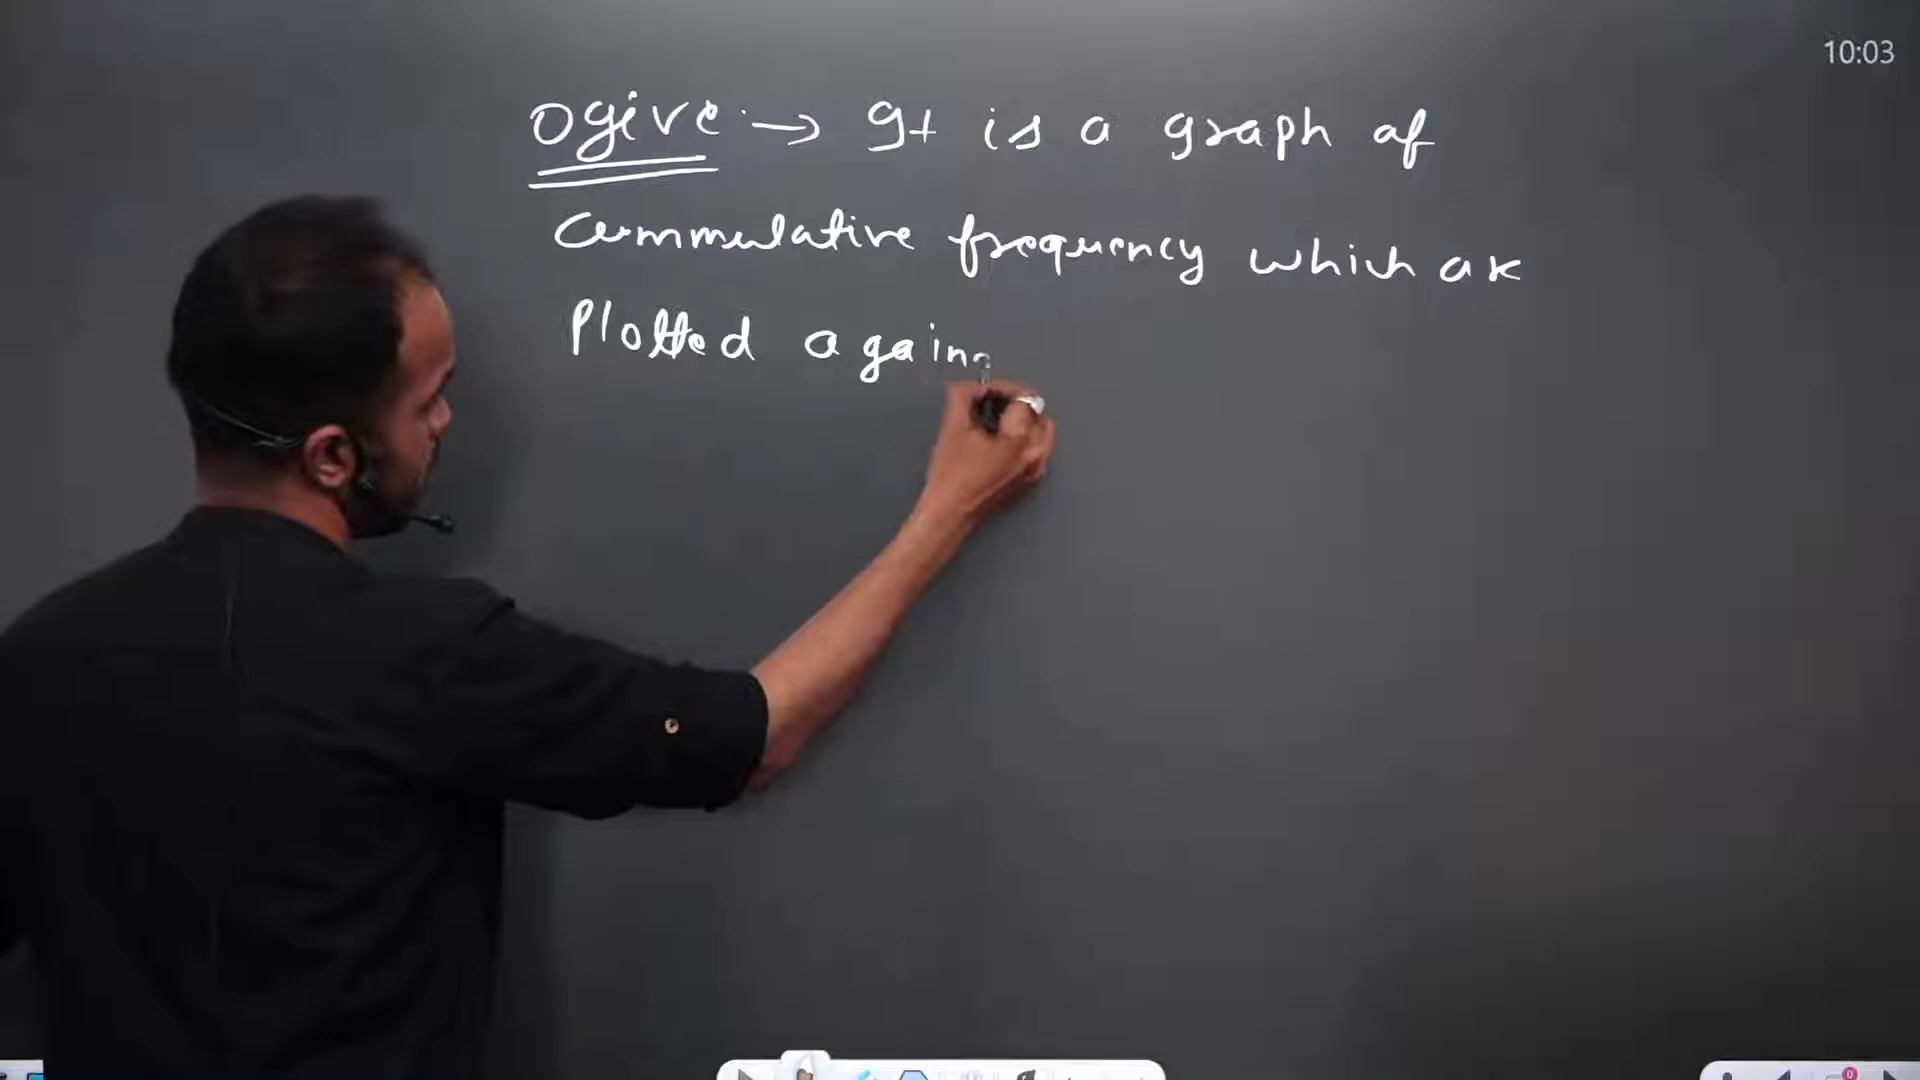 10:03
Ogive → It is a graph of
Cummulative frequency which are
Plotted again